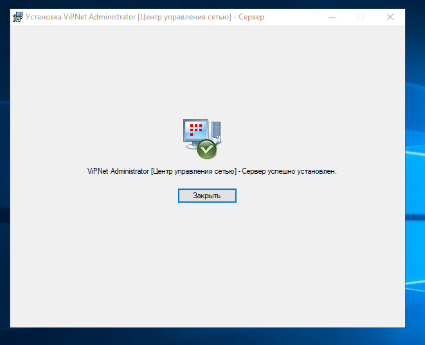 Установка ViPNet Administrator [Центр управления сетью] - Сервер
ViPNet Administrator [Центр управления сетью] - Сервер успешно установлен.
Закрыть